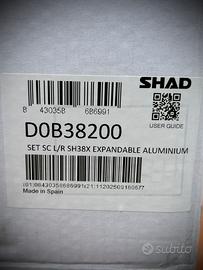 SHAD
8 430358 686991
USER GUIDE
D0B38200
SET SC L/R SH38X EXPANDABLE ALUMINIUM
Made in Spain
subito